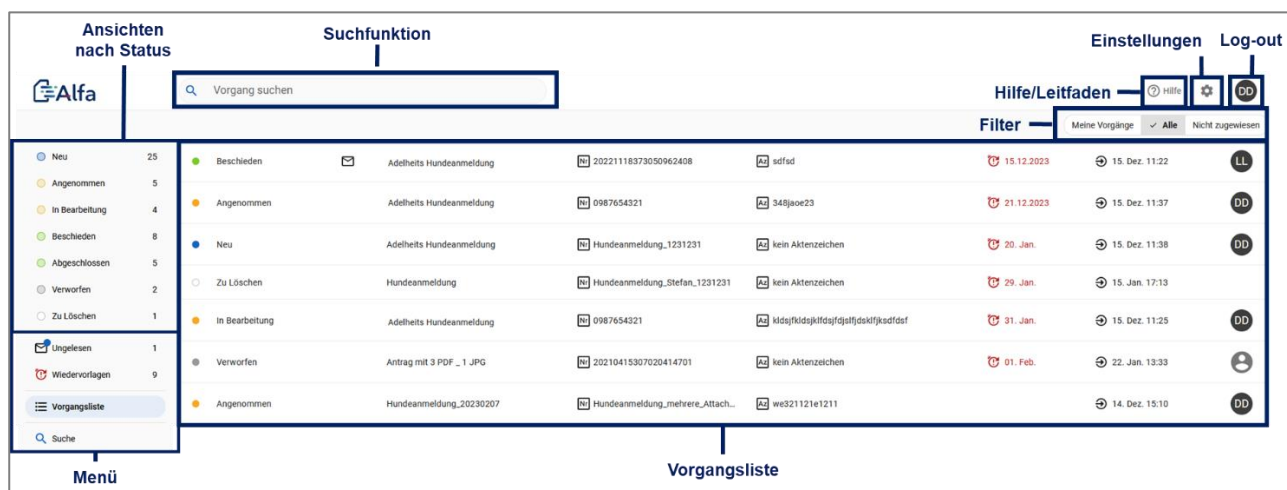 Ansichten
nach Status
Suchfunktion
Einstellungen
Log-out
Alfa
Vorgang suchen
Hilfe/Leitfaden
Hilfe
DD
Filter
Meine Vorgänge
Alle
Nicht zugewiesen
Neu 25
Angenommen 5
In Bearbeitung 4
Beschieden 8
Abgeschlossen 5
Verworfen 2
Zu Löschen 1
Ungelesen 1
Wiedervorlagen 9
Vorgangsliste
Suche
Menü
Beschieden Adelheits Hundeanmeldung Nr 20221118373050962408 Az sdfsd 15.12.2023 15. Dez. 11:22 LL
Angenommen Adelheits Hundeanmeldung Nr 0987654321 Az 348jaoe23 21.12.2023 15. Dez. 11:37 DD
Neu Adelheits Hundeanmeldung Nr Hundeanmeldung_1231231 Az kein Aktenzeichen 20. Jan. 15. Dez. 11:38 DD
Zu Löschen Hundeanmeldung Nr Hundeanmeldung_Stefan_1231231 Az kein Aktenzeichen 29. Jan. 15. Jan. 17:13
In Bearbeitung Adelheits Hundeanmeldung Nr 0987654321 Az kldsjfkldsjklfdsjfdjslfjdsklfjksdfdsf 31. Jan. 15. Dez. 11:25 DD
Verworfen Antrag mit 3 PDF _ 1 JPG Nr 20210415307020414701 Az kein Aktenzeichen 01. Feb. 22. Jan. 13:33
Angenommen Hundeanmeldung_20230207 Nr Hundeanmeldung_mehrere_Attach... Az we321121e1211 14. Dez. 15:10 DD
Vorgangsliste